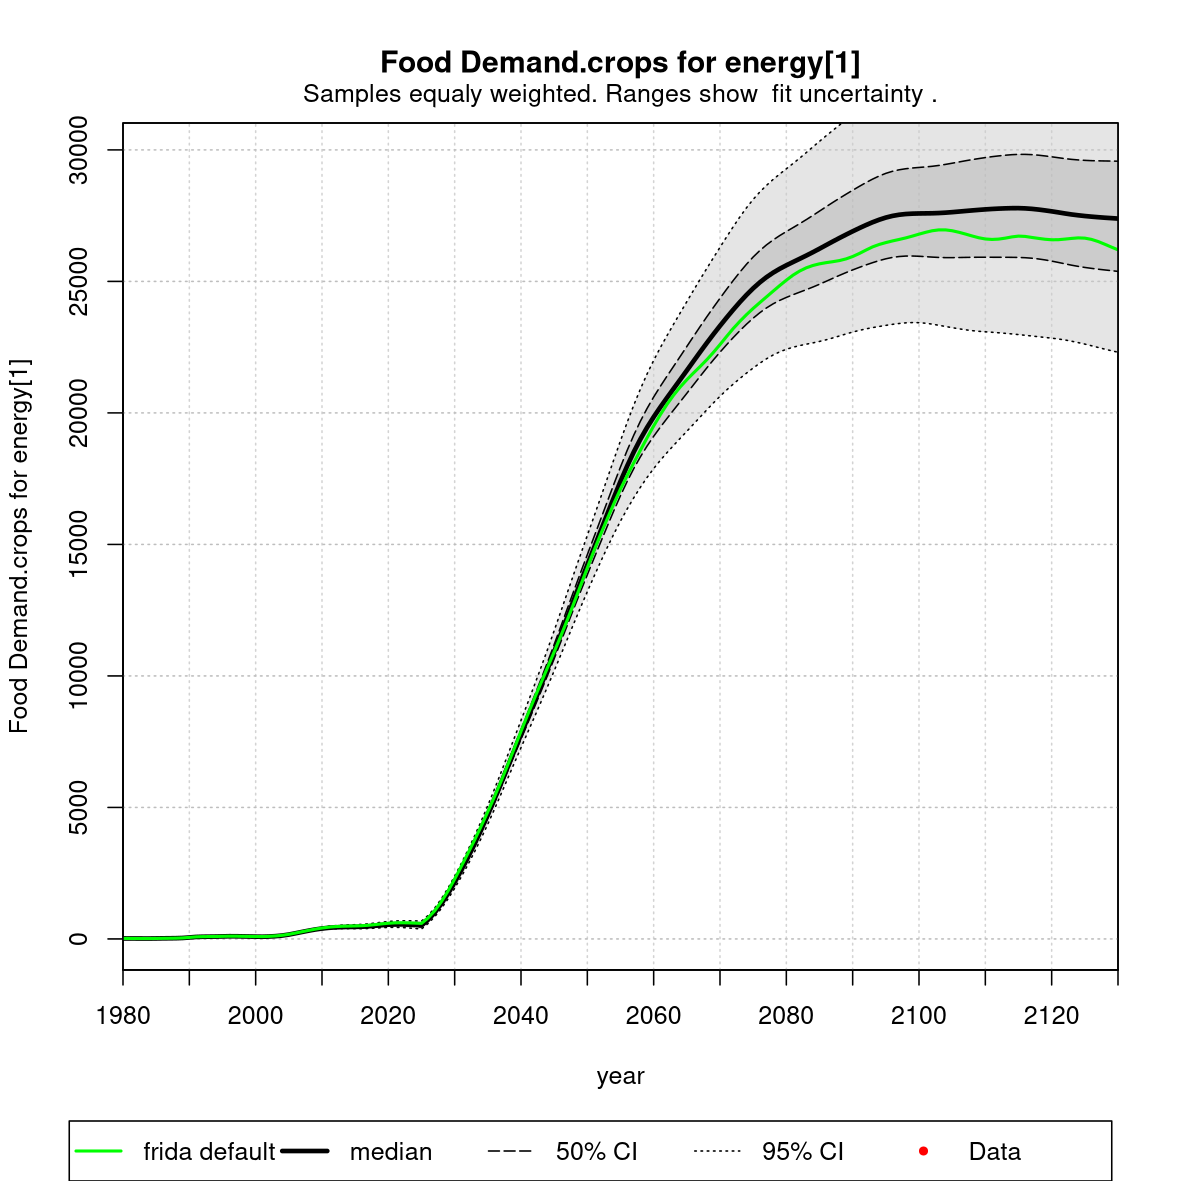 Food Demand.crops for energy[1]
Samples equaly weighted. Ranges show  fit uncertainty .
Food Demand.crops for energy[1]
30000
25000
20000
15000
10000
5000
0
1980 2000 2020 2040 2060 2080 2100 2120
year
frida default median 50% CI 95% CI Data